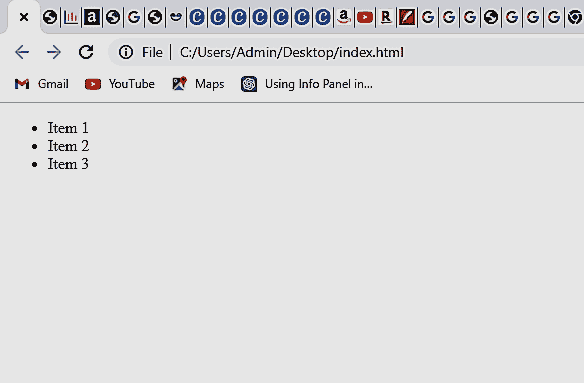 File | C:/Users/Admin/Desktop/index.html
Gmail YouTube Maps Using Info Panel in...
• Item 1
• Item 2
• Item 3